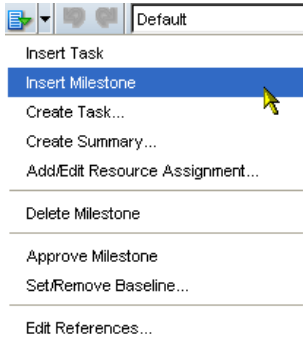 Default
Insert Task
Insert Milestone
Create Task...
Create Summary...
Add/Edit Resource Assignment...
Delete Milestone
Approve Milestone
Set/Remove Baseline...
Edit References...